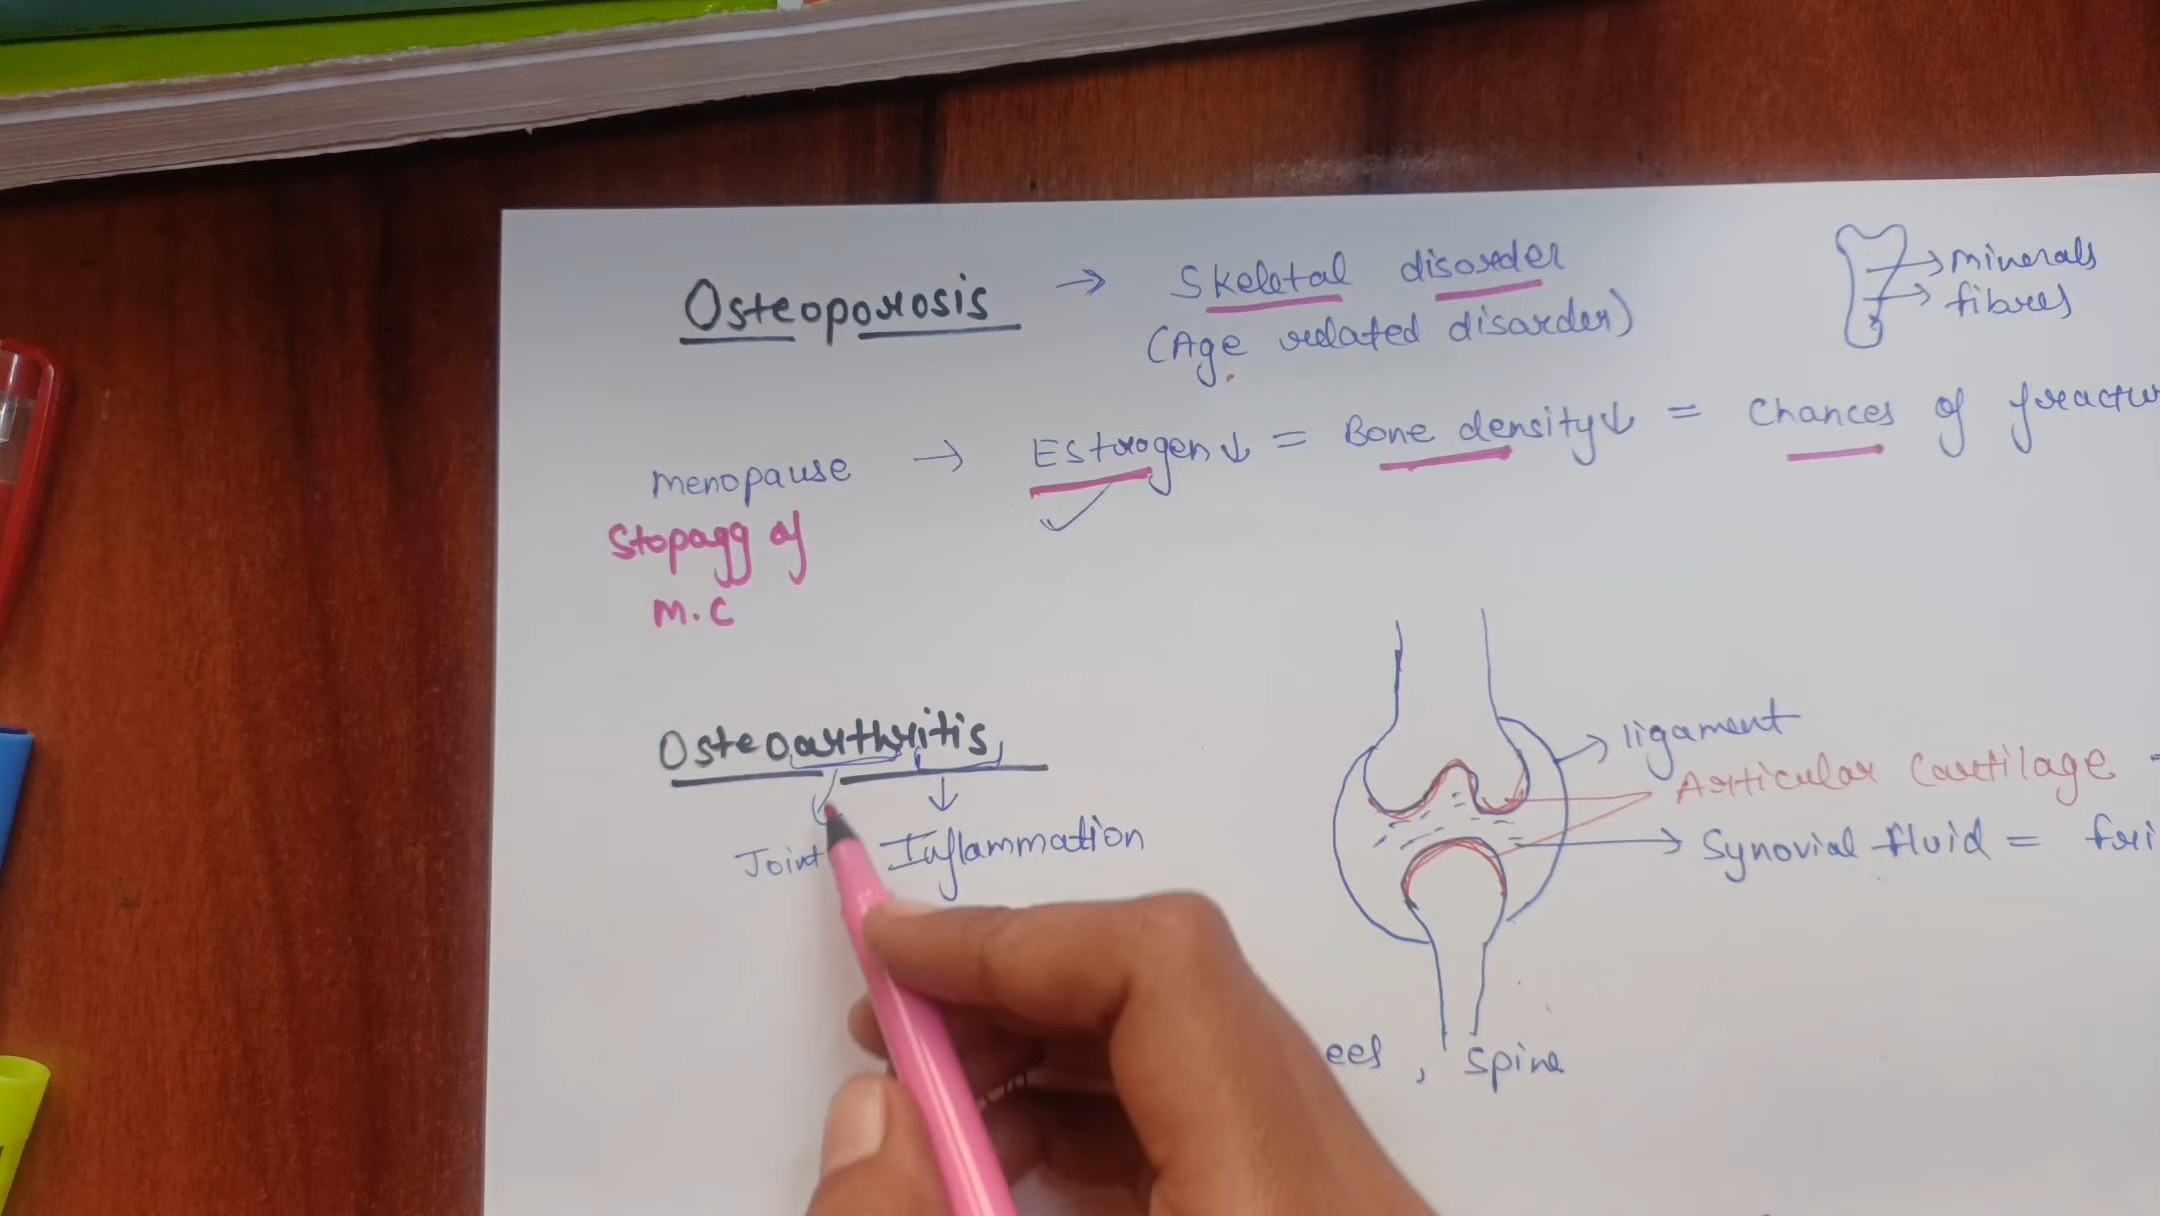 Osteoporosis → Skeletal disorder
(Age related disorder)
minerals
fibres
menopause → Estrogen↓ = Bone density↓ = Chances of
Stopagg of
M.C
Osteoarthritis
Joint Inflammation
ligament
Articular Cartilage
Synovial fluid =
, Spine